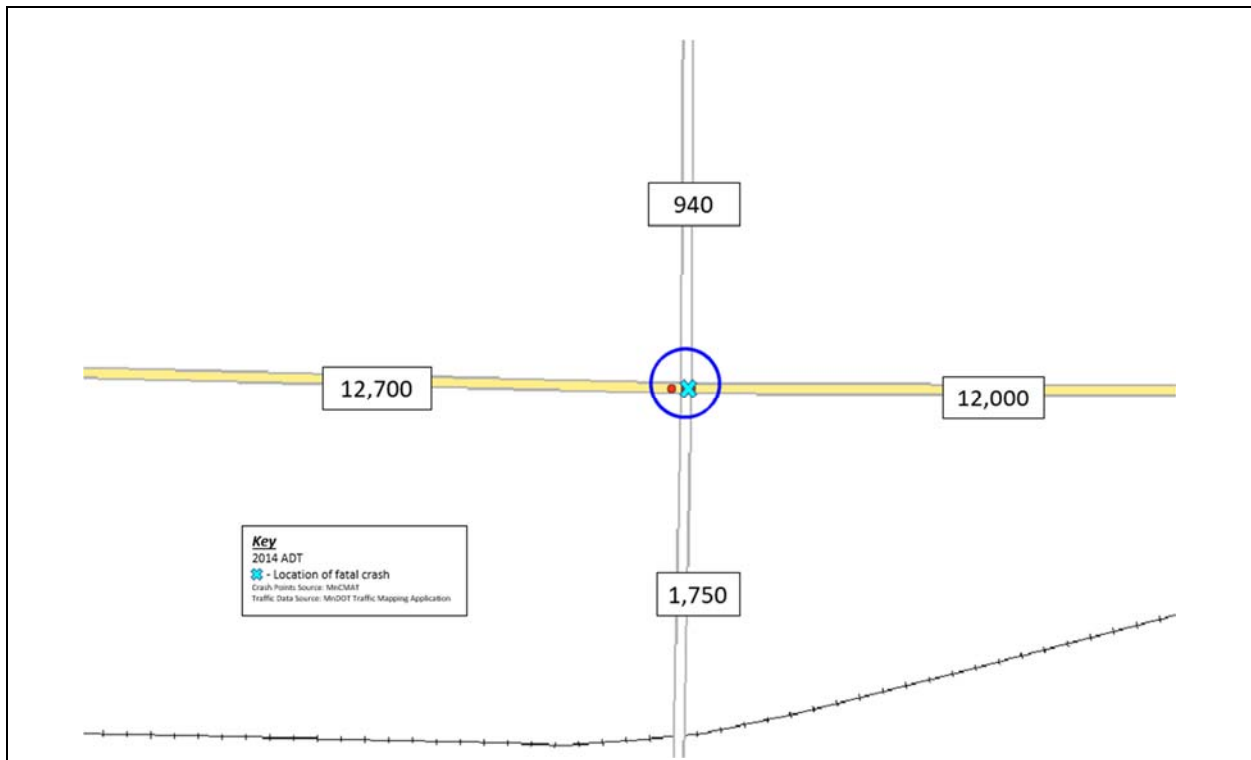 940
12,700
12,000
Key
2014 ADT
- Location of fatal crash
Crash Points Source: MnCMAT
Traffic Data Source: MnDOT Traffic Mapping Application
1,750